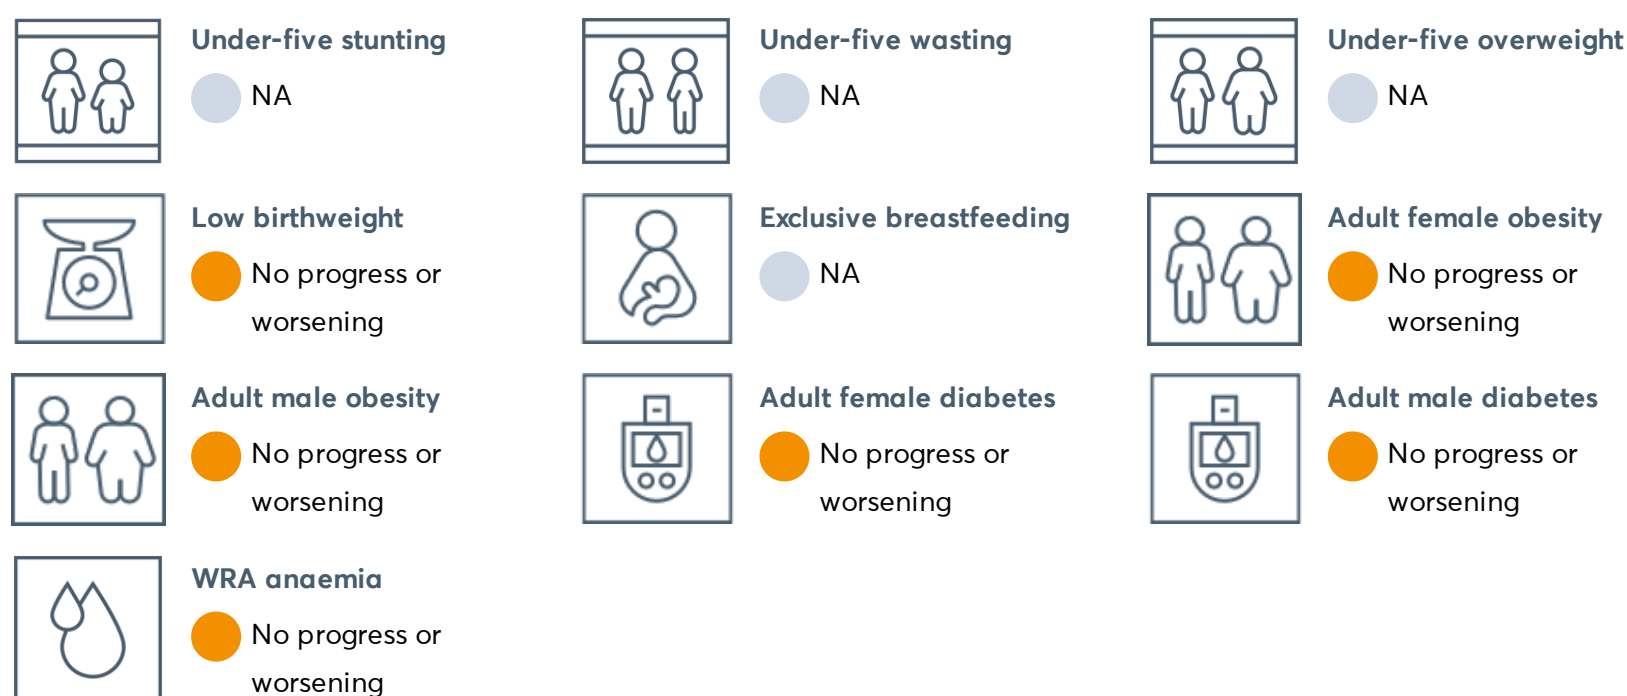 Under-five stunting
NA
Under-five wasting
NA
Under-five overweight
NA
Low birthweight
No progress or
worsening
Exclusive breastfeeding
NA
Adult female obesity
No progress or
worsening
Adult male obesity
No progress or
worsening
Adult female diabetes
No progress or
worsening
Adult male diabetes
No progress or
worsening
WRA anaemia
No progress or
worsening